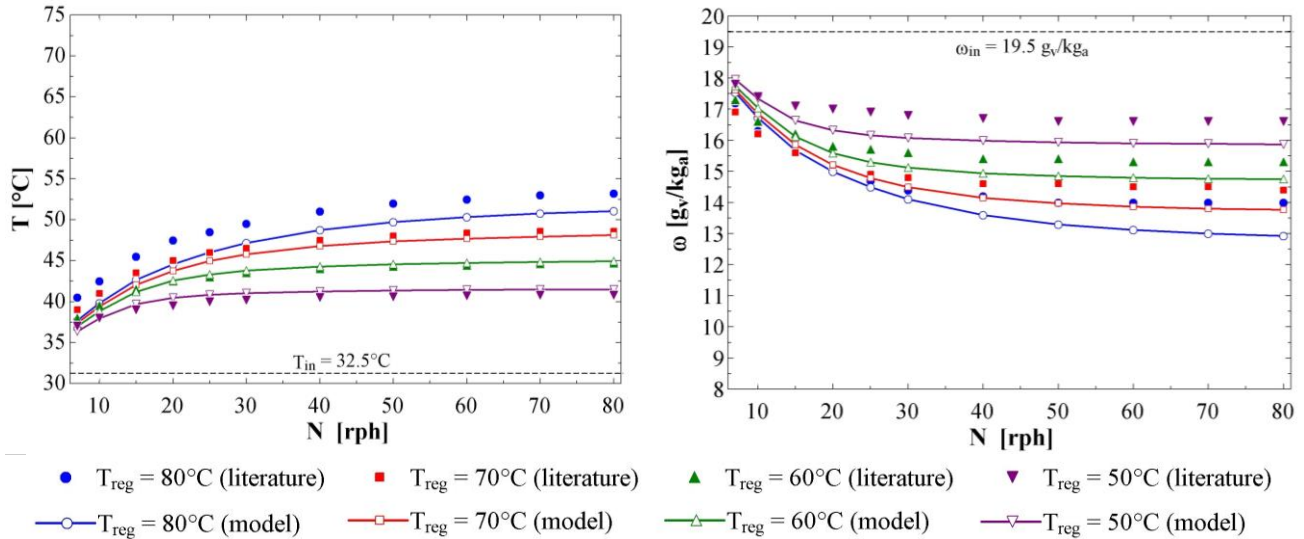 75
70
65
60
55
50
45
40
35
30
T [°C]
T_in = 32.5°C
10 20 30 40 50 60 70 80
N [rph]
20
19
18
17
16
15
14
13
12
11
10
9
8
ω [g_v/kg_a]
ω_in = 19.5 g_v/kg_a
10 20 30 40 50 60 70 80
N [rph]
T_reg = 80°C (literature) T_reg = 70°C (literature) T_reg = 60°C (literature) T_reg = 50°C (literature)
T_reg = 80°C (model) T_reg = 70°C (model) T_reg = 60°C (model) T_reg = 50°C (model)